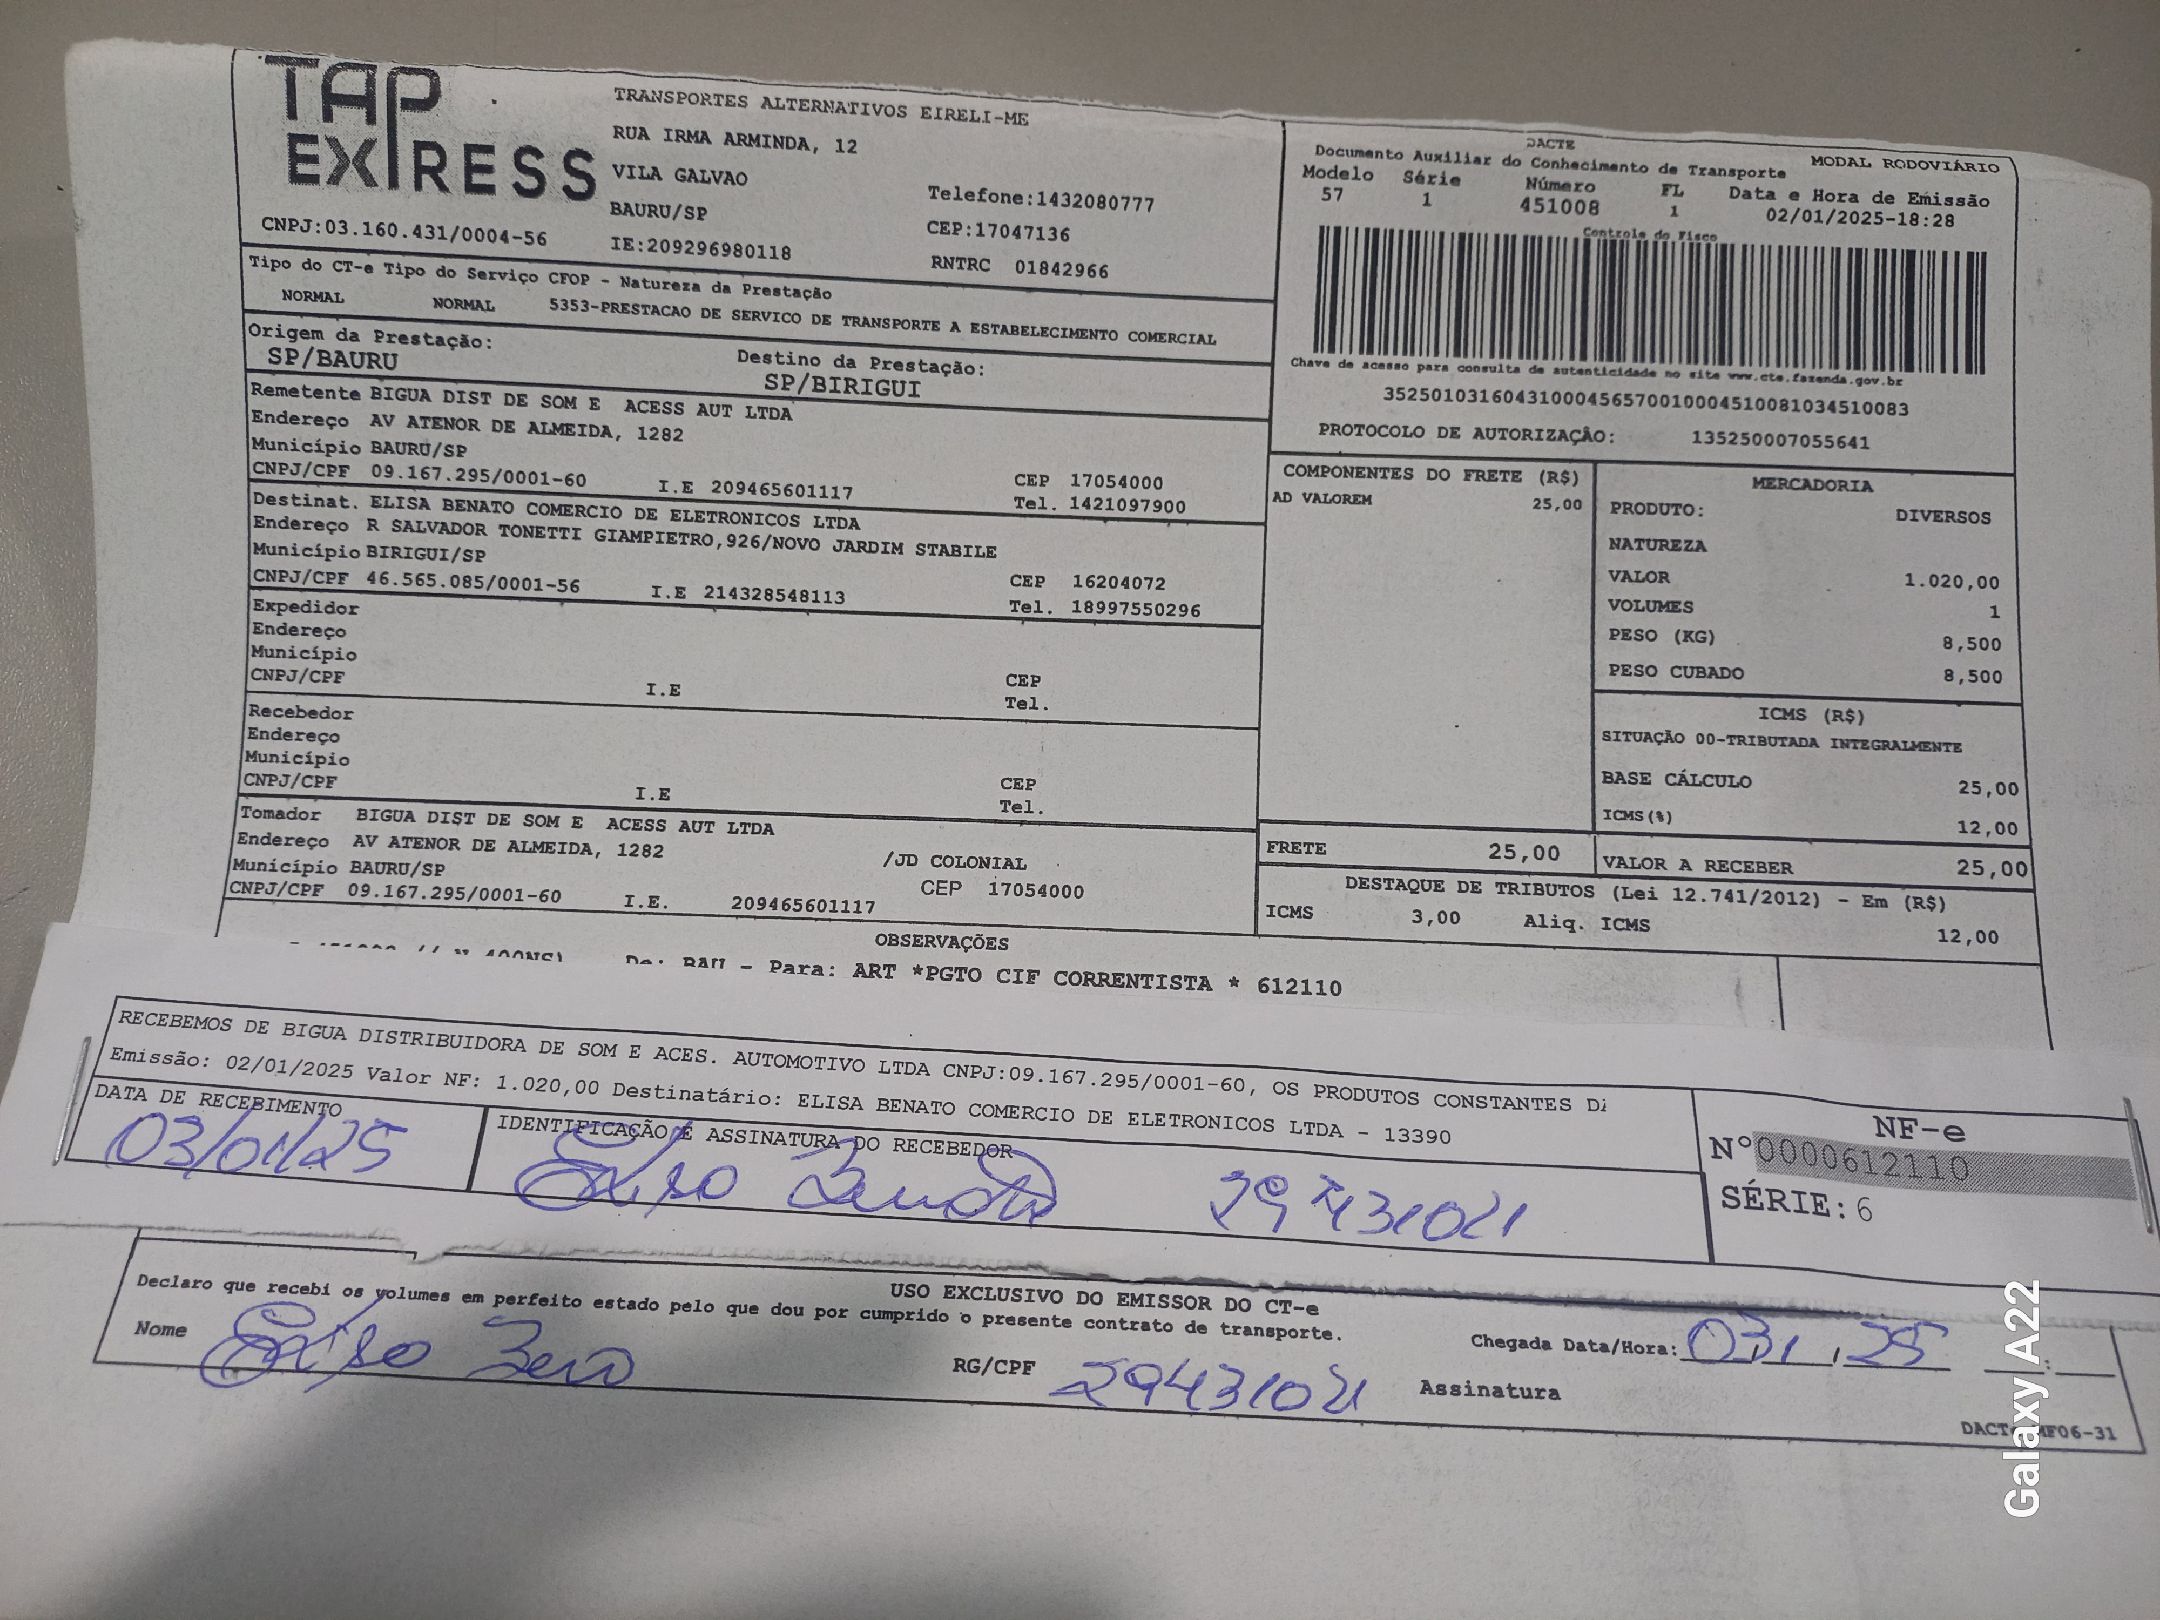 TAP EXPRESS
TRANSPORTES ALTERNATIVOS EIRELI-ME
RUA IRMA ARMINDA, 12
VILA GALVAO
Telefone:1432080777
BAURU/SP
CEP:17047136
CNPJ:03.160.431/0004-56
IE:209296980118
RNTRC 01842966
Tipo do CT-e Tipo do Serviço CFOP - Natureza da Prestação
NORMAL NORMAL 5353-PRESTACAO DE SERVICO DE TRANSPORTE A ESTABELECIMENTO COMERCIAL
Origem da Prestação: Destino da Prestação:
SP/BAURU SP/BIRIGUI
Remetente BIGUA DIST DE SOM E ACESS AUT LTDA
Endereço AV ATENOR DE ALMEIDA, 1282
Município BAURU/SP CEP 17054000
CNPJ/CPF 09.167.295/0001-60 I.E 209465601117 Tel. 1421097900
Destinat. ELISA BENATO COMERCIO DE ELETRONICOS LTDA
Endereço R SALVADOR TONETTI GIAMPIETRO,926/NOVO JARDIM STABILE
Município BIRIGUI/SP CEP 16204072
CNPJ/CPF 46.565.085/0001-56 I.E 214328548113 Tel. 18997550296
Expedidor
Endereço
Município CEP
CNPJ/CPF I.E Tel.
Recebedor
Endereço
Município CEP
CNPJ/CPF I.E Tel.
Tomador BIGUA DIST DE SOM E ACESS AUT LTDA
Endereço AV ATENOR DE ALMEIDA, 1282 /JD COLONIAL
Município BAURU/SP CEP 17054000
CNPJ/CPF 09.167.295/0001-60 I.E. 209465601117
DACTE
Documento Auxiliar do Conhecimento de Transporte MODAL RODOVIÁRIO
Modelo Série Número FL Data e Hora de Emissão
57 1 451008 1 02/01/2025-18:28
Controle do Fisco
Chave de acesso para consulta de autenticidade no site www.cte.fazenda.gov.br
35250103160431000456570010004510081034510083
PROTOCOLO DE AUTORIZAÇÃO: 135250007055641
COMPONENTES DO FRETE (R$)
AD VALOREM 25,00
MERCADORIA
PRODUTO: DIVERSOS
NATUREZA
VALOR 1.020,00
VOLUMES 1
PESO (KG) 8,500
PESO CUBADO 8,500
ICMS (R$)
SITUAÇÃO 00-TRIBUTADA INTEGRALMENTE
BASE CÁLCULO 25,00
ICMS(%) 12,00
FRETE 25,00 VALOR A RECEBER 25,00
DESTAQUE DE TRIBUTOS (Lei 12.741/2012) - Em (R$)
ICMS 3,00 Aliq. ICMS 12,00
OBSERVAÇÕES
De: BAU - Para: ART *PGTO CIF CORRENTISTA * 612110
RECEBEMOS DE BIGUA DISTRIBUIDORA DE SOM E ACES. AUTOMOTIVO LTDA CNPJ:09.167.295/0001-60, OS PRODUTOS CONSTANTES
Emissão: 02/01/2025 Valor NF: 1.020,00 Destinatário: ELISA BENATO COMERCIO DE ELETRONICOS LTDA - 13390
DATA DE RECEBIMENTO IDENTIFICAÇÃO E ASSINATURA DO RECEBEDOR
03/01/25
NF-e
Nº0000612110
SÉRIE:6
USO EXCLUSIVO DO EMISSOR DO CT-e
Declaro que recebi os volumes em perfeito estado pelo que dou por cumprido o presente contrato de transporte.
Nome RG/CPF Assinatura
Chegada Data/Hora:
Galaxy A22